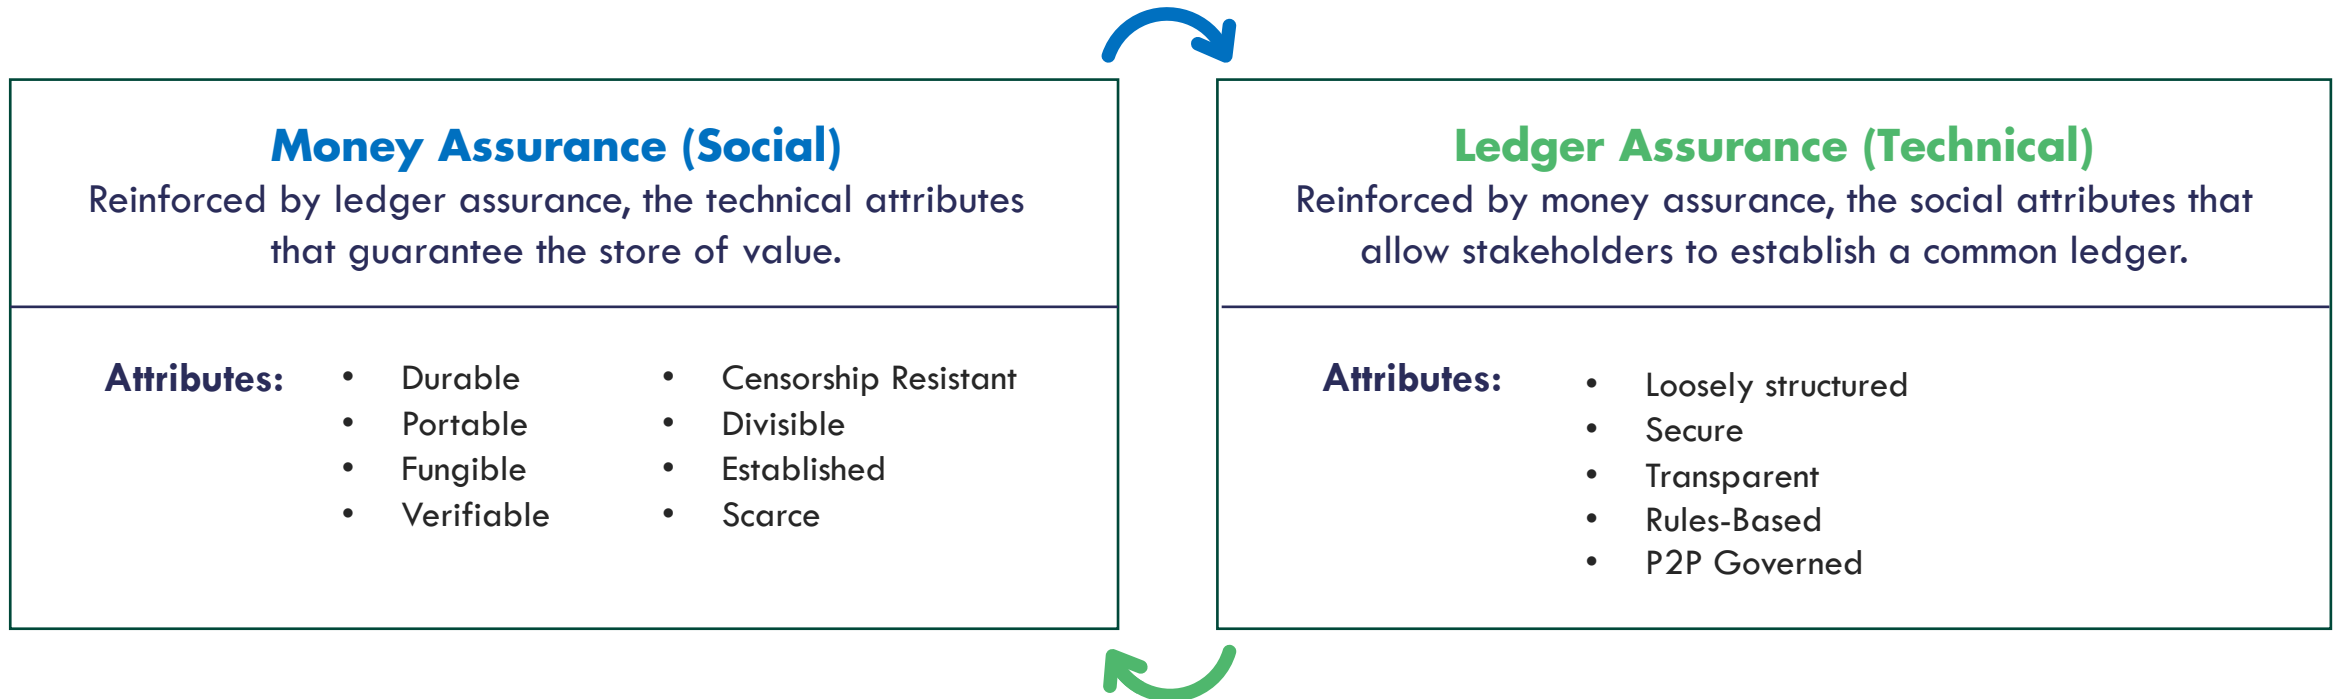 Money Assurance (Social)
Reinforced by ledger assurance, the technical attributes
that guarantee the store of value.
Attributes:
• Durable
• Portable
• Fungible
• Verifiable
• Censorship Resistant
• Divisible
• Established
• Scarce
Ledger Assurance (Technical)
Reinforced by money assurance, the social attributes that
allow stakeholders to establish a common ledger.
Attributes:
• Loosely structured
• Secure
• Transparent
• Rules-Based
• P2P Governed